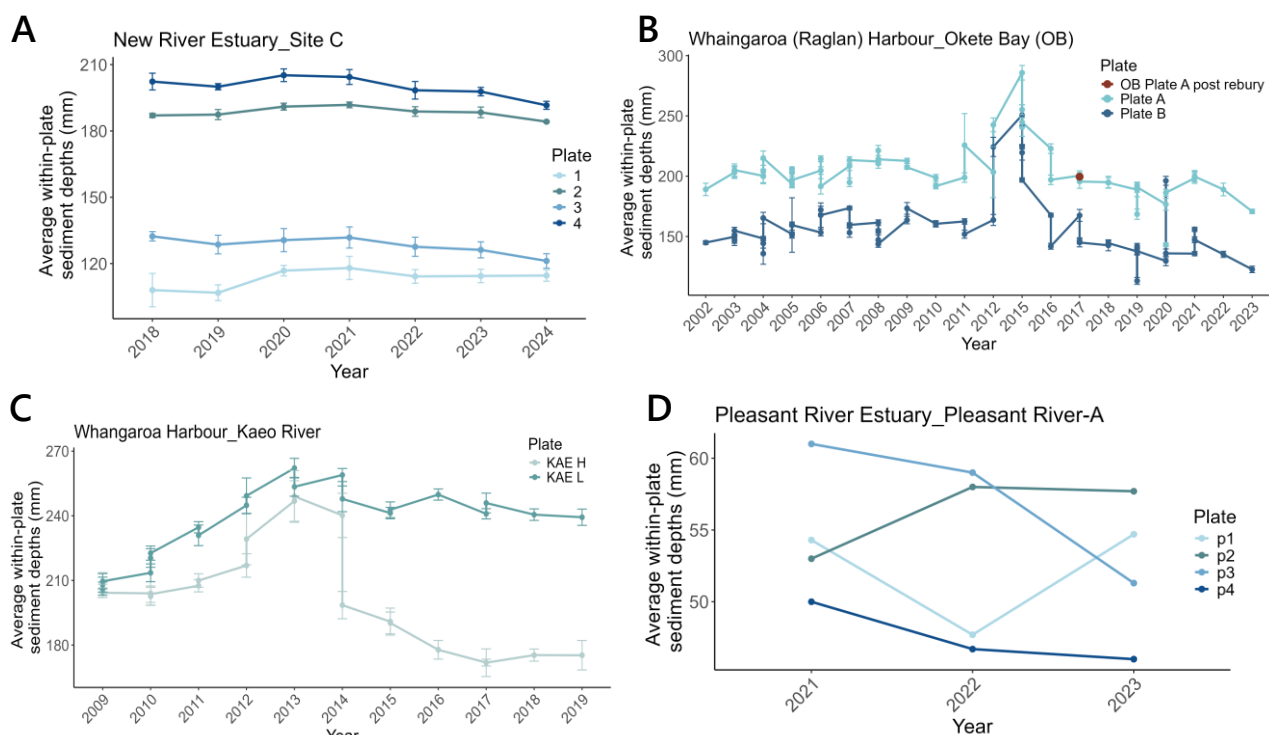 A
New River Estuary_Site C
Average within-plate
sediment depths (mm)
210
180
150
120
Plate
1
2
3
4
2018
2019
2020
2021
2022
2023
2024
Year
B
Whaingaroa (Raglan) Harbour_Okete Bay (OB)
Average within-plate
sediment depths (mm)
300
250
200
150
Plate
OB Plate A post rebury
Plate A
Plate B
2002
2003
2004
2005
2006
2007
2008
2009
2010
2011
2012
2015
2016
2017
2018
2019
2020
2021
2022
2023
Year
C
Whangaroa Harbour_Kaeo River
Average within-plate
sediment depths (mm)
270
240
210
180
Plate
KAE H
KAE L
2009
2010
2011
2012
2013
2014
2015
2016
2017
2018
2019
Year
D
Pleasant River Estuary_Pleasant River-A
Average within-plate
sediment depths (mm)
60
55
50
Plate
p1
p2
p3
p4
2021
2022
2023
Year